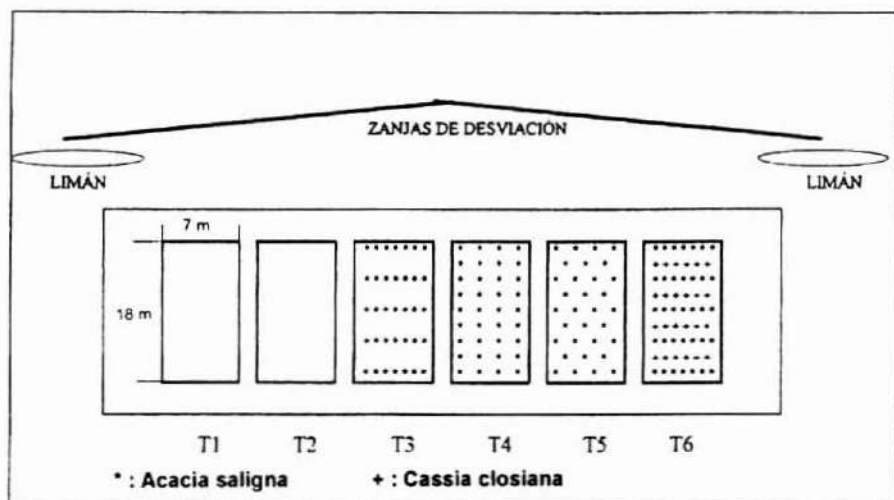 ZANJAS DE DESVIACIÓN
LIMÁN LIMÁN
7 m
18 m
T1 T2 T3 T4 T5 T6
* : Acacia saligna + : Cassia closiana